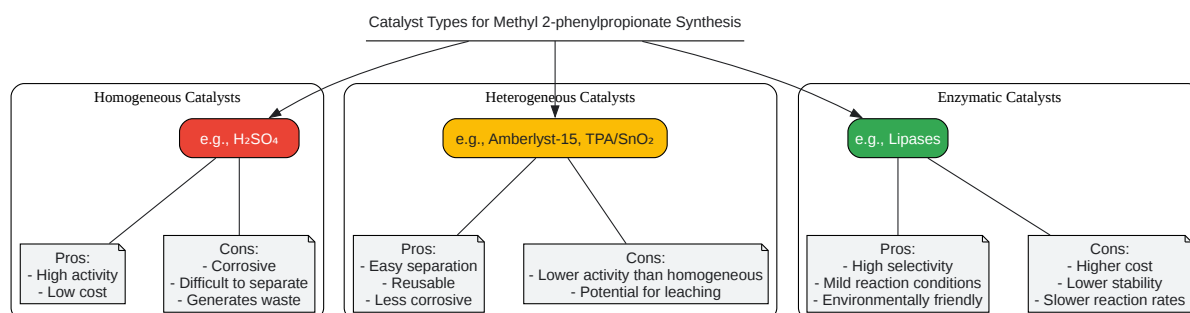 Catalyst Types for Methyl 2-phenylpropionate Synthesis
Homogeneous Catalysts
e.g., H₂SO₄
Pros:
- High activity
- Low cost
Cons:
- Corrosive
- Difficult to separate
- Generates waste
Heterogeneous Catalysts
e.g., Amberlyst-15, TPA/SnO₂
Pros:
- Easy separation
- Reusable
- Less corrosive
Cons:
- Lower activity than homogeneous
- Potential for leaching
Enzymatic Catalysts
e.g., Lipases
Pros:
- High selectivity
- Mild reaction conditions
- Environmentally friendly
Cons:
- Higher cost
- Lower stability
- Slower reaction rates